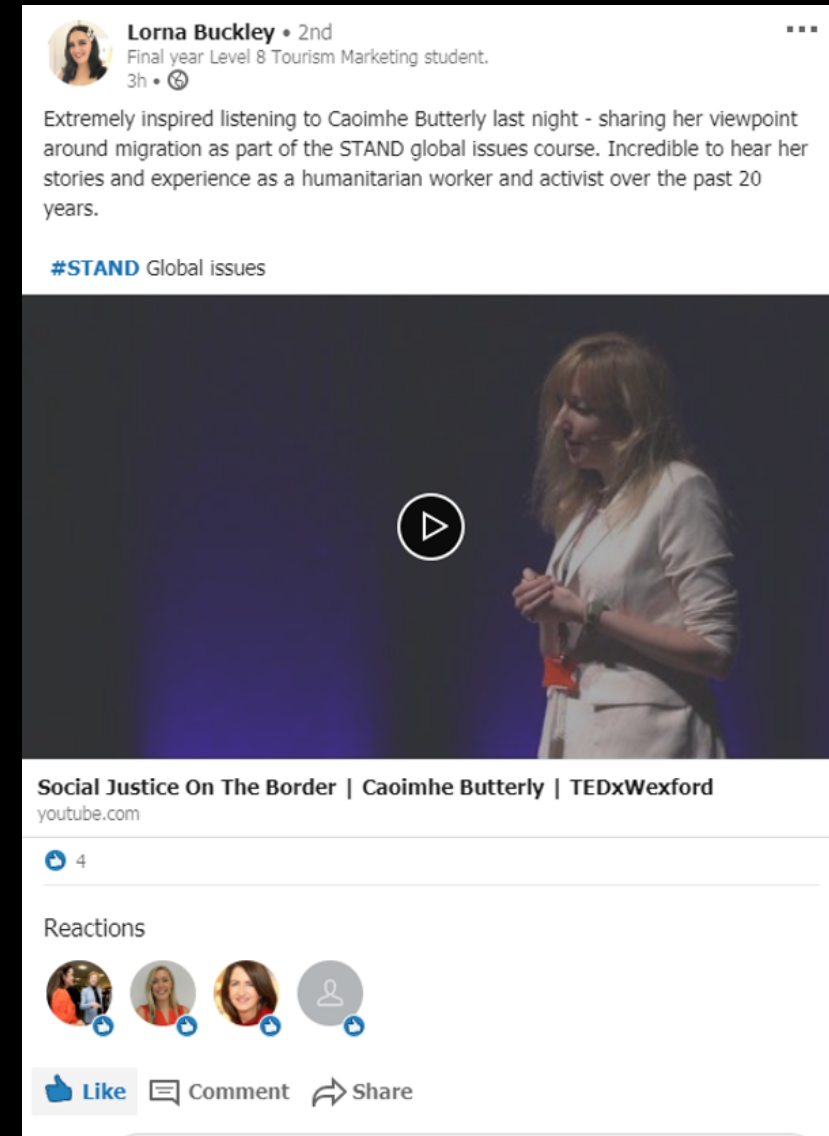 Lorna Buckley • 2nd
Final year Level 8 Tourism Marketing student.
3h •
Extremely inspired listening to Caoimhe Butterly last night - sharing her viewpoint
around migration as part of the STAND global issues course. Incredible to hear her
stories and experience as a humanitarian worker and activist over the past 20
years.
#STAND Global issues
Social Justice On The Border | Caoimhe Butterly | TEDxWexford
youtube.com
4
Reactions
Like Comment Share